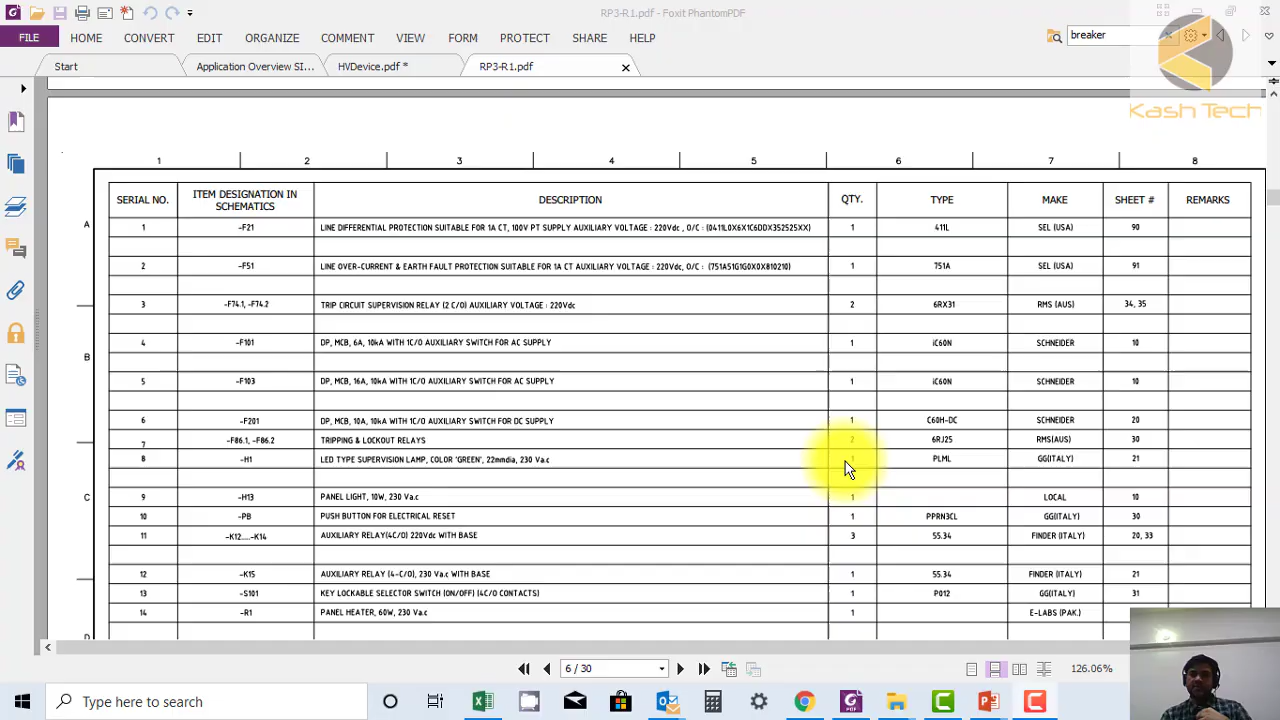 RP3-R1.pdf - Foxit PhantomPDF
FILE HOME CONVERT EDIT ORGANIZE COMMENT VIEW FORM PROTECT SHARE HELP
breaker
Start Application Overview SI... HVDevice.pdf * RP3-R1.pdf
Kash Tech
1 2 3 4 5 6 7 8
SERIAL NO. ITEM DESIGNATION IN SCHEMATICS DESCRIPTION QTY. TYPE MAKE SHEET # REMARKS
A
1 -F21 LINE DIFFERENTIAL PROTECTION SUITABLE FOR 1A CT, 100V PT SUPPLY AUXILIARY VOLTAGE : 220Vdc , O/C : (0411L0X6X1C6DDX352525XX) 1 411L SEL (USA) 90
2 -F51 LINE OVER-CURRENT & EARTH FAULT PROTECTION SUITABLE FOR 1A CT AUXILIARY VOLTAGE : 220Vdc, O/C : (751A51G1G0X0X810210) 1 751A SEL (USA) 91
3 -F74.1, -F74.2 TRIP CIRCUIT SUPERVISION RELAY (2 C/O) AUXILIARY VOLTAGE : 220Vdc 2 6RX31 RMS (AUS) 34, 35
4 -F101 DP, MCB, 6A, 10kA WITH 1C/O AUXILIARY SWITCH FOR AC SUPPLY 1 iC60N SCHNEIDER 10
B
5 -F103 DP, MCB, 16A, 10kA WITH 1C/O AUXILIARY SWITCH FOR AC SUPPLY 1 iC60N SCHNEIDER 10
6 -F201 DP, MCB, 10A, 10kA WITH 1C/O AUXILIARY SWITCH FOR DC SUPPLY 1 C60H-DC SCHNEIDER 20
7 -F86.1, -F86.2 TRIPPING & LOCKOUT RELAYS 2 6RJ25 RMS(AUS) 30
8 -H1 LED TYPE SUPERVISION LAMP, COLOR 'GREEN', 22mmdia, 230 Va.c 1 PLML GG(ITALY) 21
C
9 -H13 PANEL LIGHT, 10W, 230 Va.c 1 LOCAL 10
10 -PB PUSH BUTTON FOR ELECTRICAL RESET 1 PPRN3CL GG(ITALY) 30
11 -K12.....-K14 AUXILIARY RELAY(4C/O) 220Vdc WITH BASE 3 55.34 FINDER (ITALY) 20, 33
12 -K15 AUXILIARY RELAY (4-C/O), 230 Va.c WITH BASE 1 55.34 FINDER (ITALY) 21
13 -S101 KEY LOCKABLE SELECTOR SWITCH (ON/OFF) (4C/O CONTACTS) 1 P012 GG(ITALY) 31
14 -R1 PANEL HEATER, 60W, 230 Va.c 1 E-LABS (PAK.)
D
6 / 30
126.06%
Type here to search